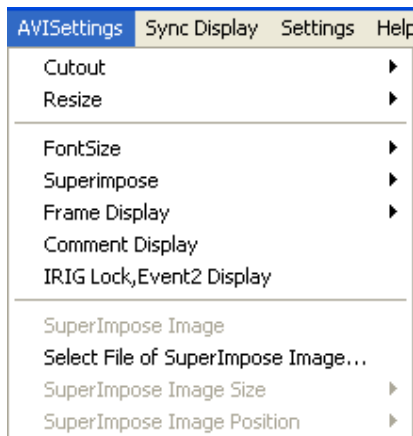 AVISettings Sync Display Settings Help
Cutout
Resize
FontSize
Superimpose
Frame Display
Comment Display
IRIG Lock,Event2 Display
SuperImpose Image
Select File of SuperImpose Image...
SuperImpose Image Size
SuperImpose Image Position